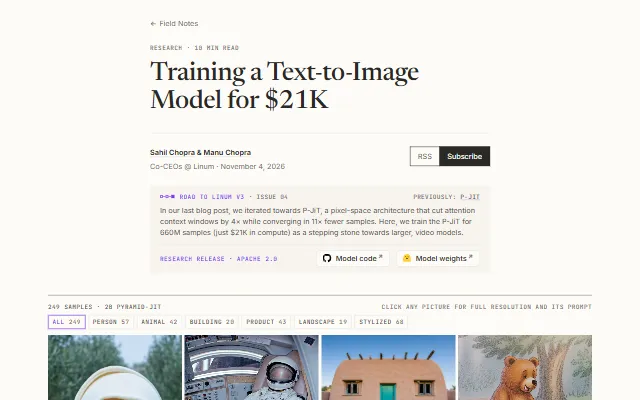 ← Field Notes
RESEARCH · 10 MIN READ
Training a Text-to-Image
Model for $21K
Sahil Chopra & Manu Chopra
Co-CEOs @ Linum · November 4, 2026
RSS
Subscribe
ROAD TO LINUM V3 · ISSUE 04
PREVIOUSLY: P-JIT
In our last blog post, we iterated towards P-JiT, a pixel-space architecture that cut attention
context windows by 4× while converging in 11× fewer samples. Here, we train the P-JiT for
660M samples (just $21K in compute) as a stepping stone towards larger, video models.
RESEARCH RELEASE · APACHE 2.0
Model code↗
Model weights↗
249 SAMPLES · 2B PYRAMID-JIT
CLICK ANY PICTURE FOR FULL RESOLUTION AND ITS PROMPT
ALL 249
PERSON 57
ANIMAL 42
BUILDING 20
PRODUCT 43
LANDSCAPE 19
STYLIZED 68